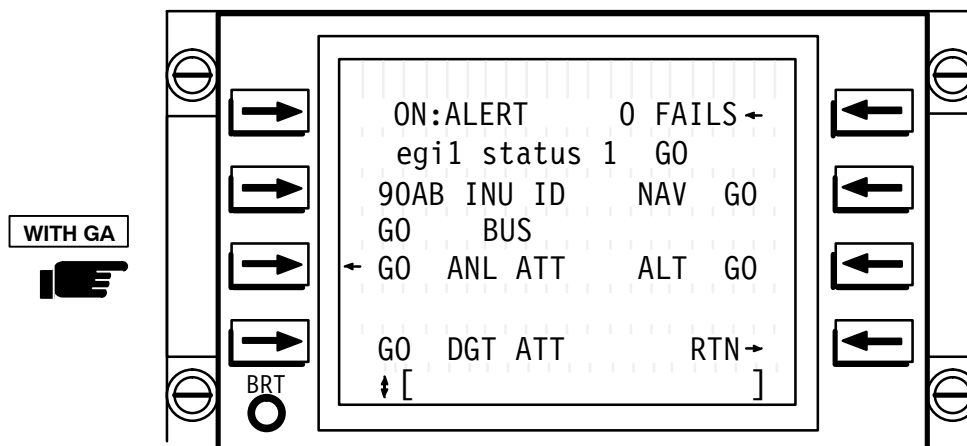 ON:ALERT 0 FAILS←
egi1 status 1 GO
90AB INU ID NAV GO
WITH GA
GO BUS
← GO ANL ATT ALT GO
GO DGT ATT RTN→
BRT
↕ [ ]